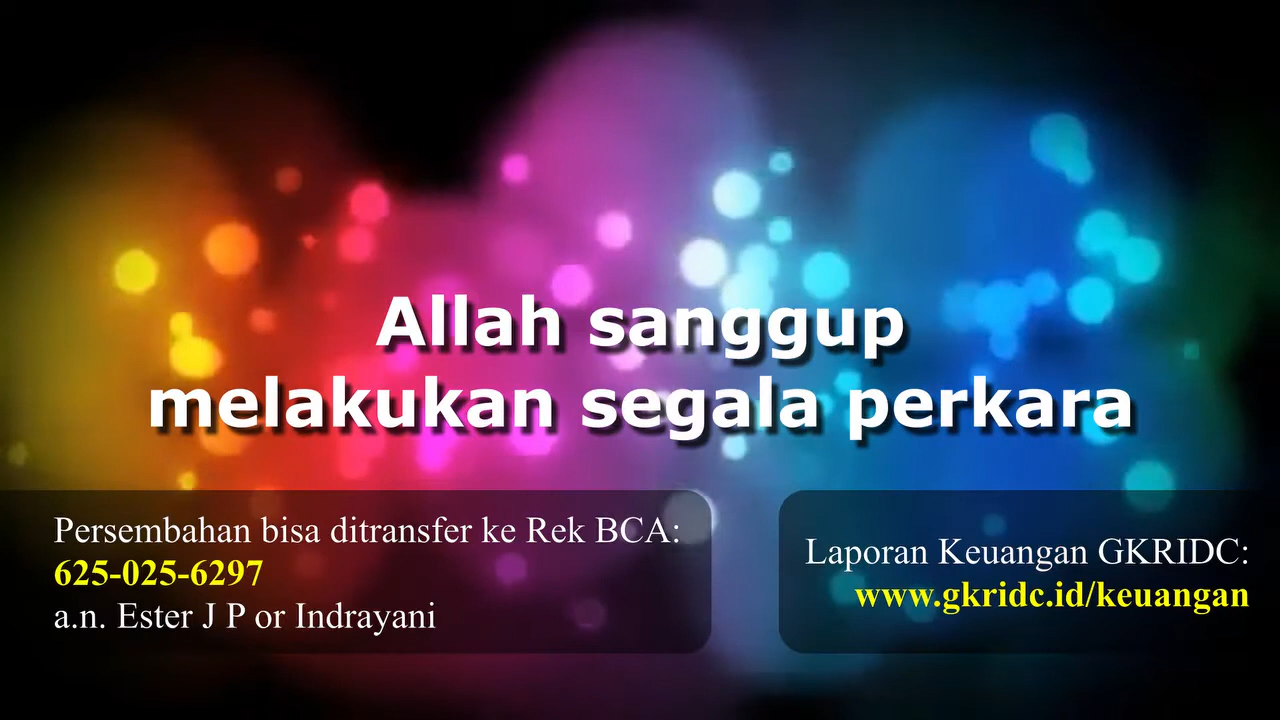 Allah sanggup
melakukan segala perkara
Persembahan bisa ditransfer ke Rek BCA:
625-025-6297
a.n. Ester J P or Indrayani
Laporan Keuangan GKRIDC:
www.gkridc.id/keuangan